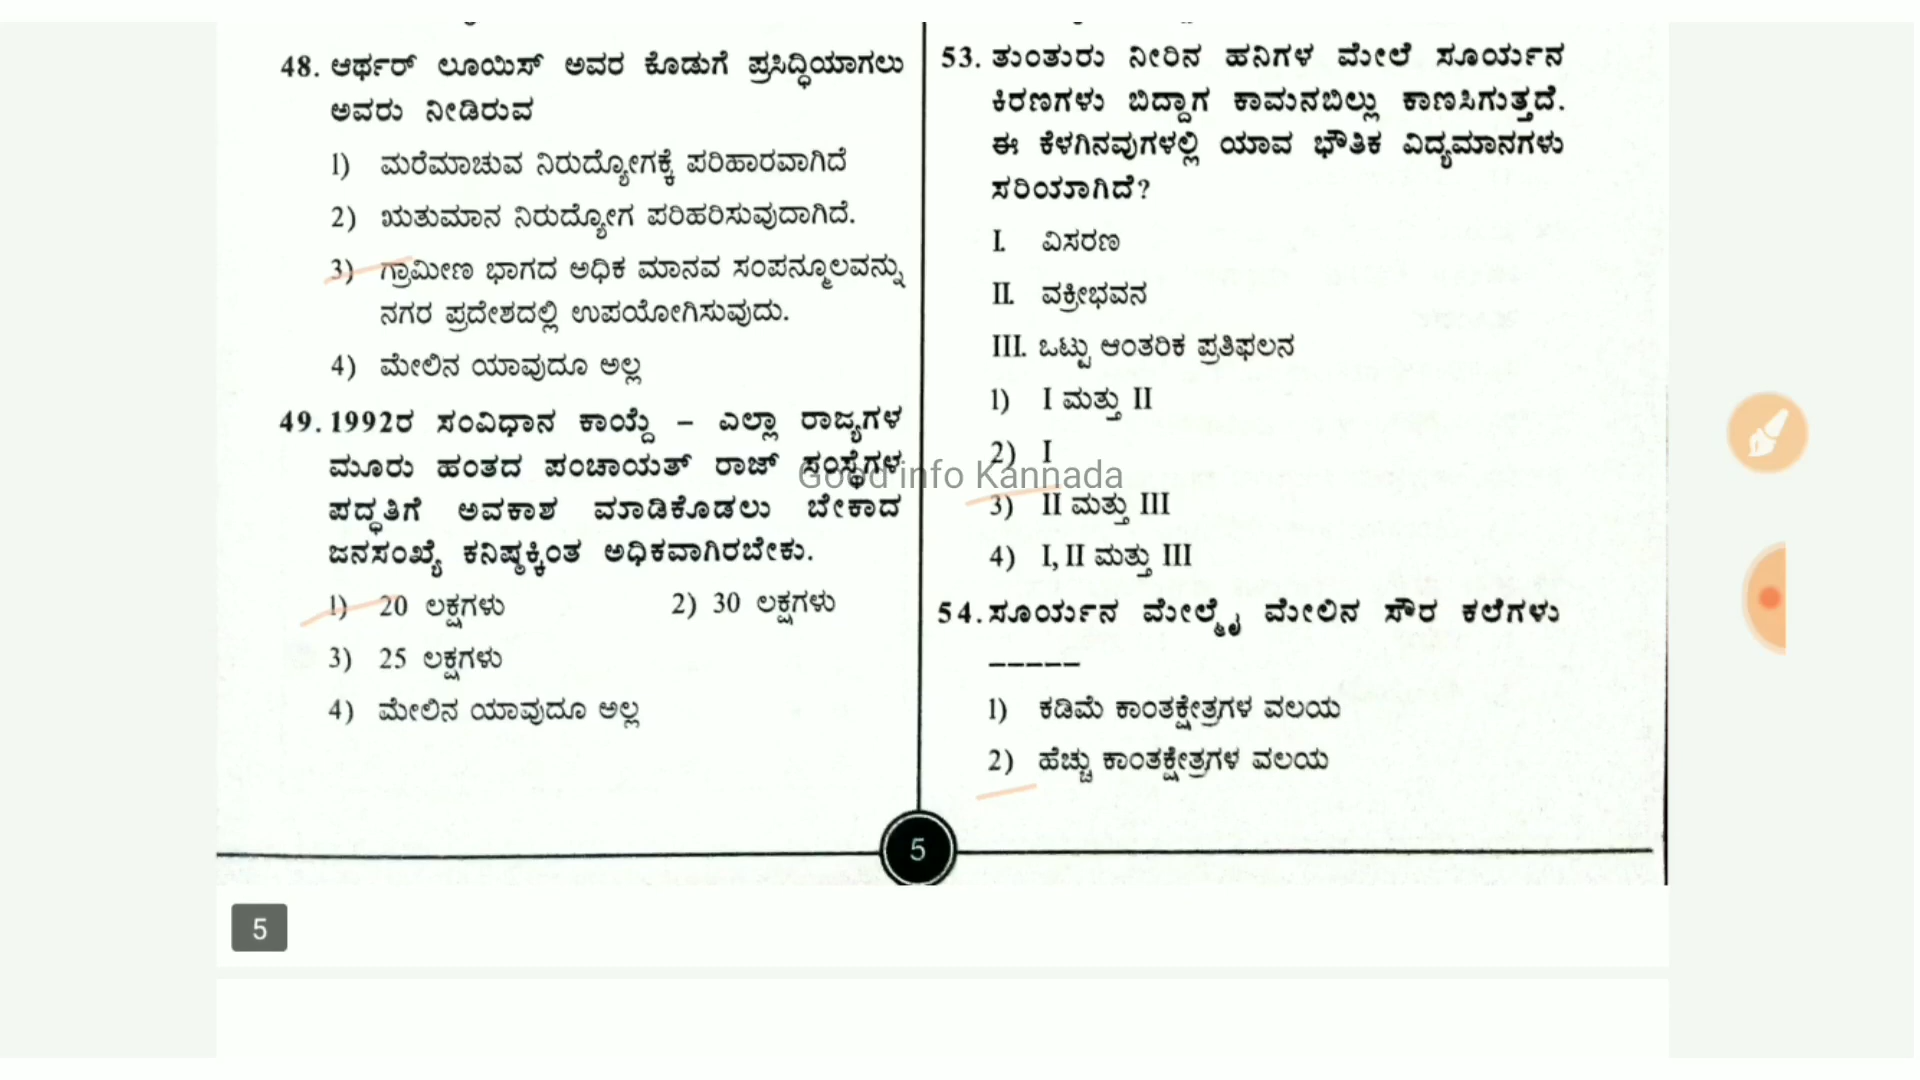 48. ಆರ್ಥರ್ ಲೂಯಿಸ್ ಅವರ ಕೊಡುಗೆ ಪ್ರಸಿದ್ಧಿಯಾಗಲು
ಅವರು ನೀಡಿರುವ
1) ಮರೆಮಾಚುವ ನಿರುದ್ಯೋಗಕ್ಕೆ ಪರಿಹಾರವಾಗಿದೆ
2) ಋತುಮಾನ ನಿರುದ್ಯೋಗ ಪರಿಹರಿಸುವುದಾಗಿದೆ.
3) ಗ್ರಾಮೀಣ ಭಾಗದ ಅಧಿಕ ಮಾನವ ಸಂಪನ್ಮೂಲವನ್ನು
ನಗರ ಪ್ರದೇಶದಲ್ಲಿ ಉಪಯೋಗಿಸುವುದು.
4) ಮೇಲಿನ ಯಾವುದೂ ಅಲ್ಲ
49. 1992ರ ಸಂವಿಧಾನ ಕಾಯ್ದೆ – ಎಲ್ಲಾ ರಾಜ್ಯಗಳ
ಮೂರು ಹಂತದ ಪಂಚಾಯತ್ ರಾಜ್ ಸಂಸ್ಥೆಗಳ
ಪದ್ಧತಿಗೆ ಅವಕಾಶ ಮಾಡಿಕೊಡಲು ಬೇಕಾದ
ಜನಸಂಖ್ಯೆ ಕನಿಷ್ಠಕ್ಕಿಂತ ಅಧಿಕವಾಗಿರಬೇಕು.
1) 20 ಲಕ್ಷಗಳು 2) 30 ಲಕ್ಷಗಳು
3) 25 ಲಕ್ಷಗಳು
4) ಮೇಲಿನ ಯಾವುದೂ ಅಲ್ಲ
53. ತುಂತುರು ನೀರಿನ ಹನಿಗಳ ಮೇಲೆ ಸೂರ್ಯನ
ಕಿರಣಗಳು ಬಿದ್ದಾಗ ಕಾಮನಬಿಲ್ಲು ಕಾಣಸಿಗುತ್ತದೆ.
ಈ ಕೆಳಗಿನವುಗಳಲ್ಲಿ ಯಾವ ಭೌತಿಕ ವಿದ್ಯಮಾನಗಳು
ಸರಿಯಾಗಿದೆ?
I. ವಿಸರಣ
II. ವಕ್ರೀಭವನ
III. ಒಟ್ಟು ಆಂತರಿಕ ಪ್ರತಿಫಲನ
1) I ಮತ್ತು II
2) I
3) II ಮತ್ತು III
4) I, II ಮತ್ತು III
54. ಸೂರ್ಯನ ಮೇಲ್ಮೈ ಮೇಲಿನ ಸೌರ ಕಲೆಗಳು
-----
1) ಕಡಿಮೆ ಕಾಂತಕ್ಷೇತ್ರಗಳ ವಲಯ
2) ಹೆಚ್ಚು ಕಾಂತಕ್ಷೇತ್ರಗಳ ವಲಯ
Good info Kannada
5
5